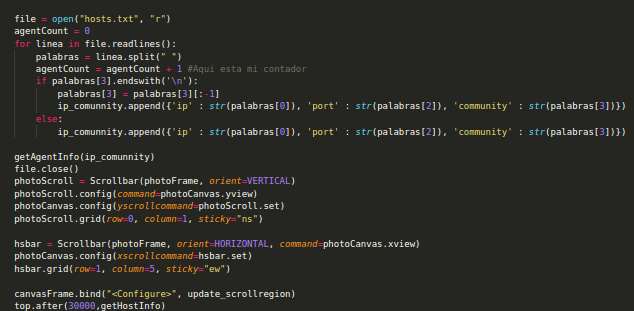 file = open("hosts.txt", "r")
agentCount = 0
for linea in file.readlines():
    palabras = linea.split(" ")
    agentCount = agentCount + 1 #Aqui esta mi contador
    if palabras[3].endswith('\n'):
        palabras[3] = palabras[3][:-1]
        ip_comunnity.append({'ip' : str(palabras[0]), 'port' : str(palabras[2]), 'community' : str(palabras[3])})
    else:
        ip_comunnity.append({'ip' : str(palabras[0]), 'port' : str(palabras[2]), 'community' : str(palabras[3])})

getAgentInfo(ip_comunnity)
file.close()
photoScroll = Scrollbar(photoFrame, orient=VERTICAL)
photoScroll.config(command=photoCanvas.yview)
photoCanvas.config(yscrollcommand=photoScroll.set)
photoScroll.grid(row=0, column=1, sticky="ns")

hsbar = Scrollbar(photoFrame, orient=HORIZONTAL, command=photoCanvas.xview)
photoCanvas.config(xscrollcommand=hsbar.set)
hsbar.grid(row=1, column=5, sticky="ew")

canvasFrame.bind("<Configure>", update_scrollregion)
top.after(30000,getHostInfo)